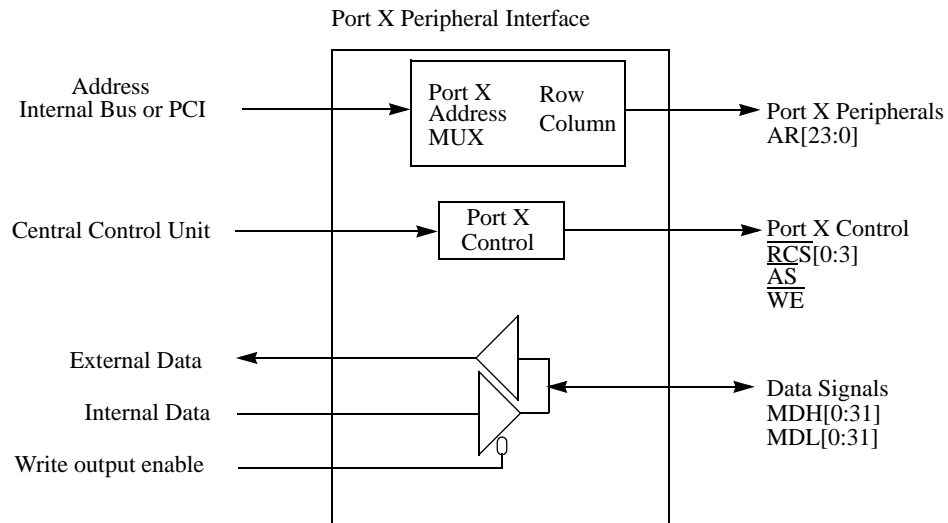 Port X Peripheral Interface
Address
Internal Bus or PCI
Port X
Address
MUX
Row
Column
Port X Peripherals
AR[23:0]
Central Control Unit
Port X
Control
Port X Control
RCS[0:3]
AS
WE
External Data
Internal Data
Write output enable
Data Signals
MDH[0:31]
MDL[0:31]